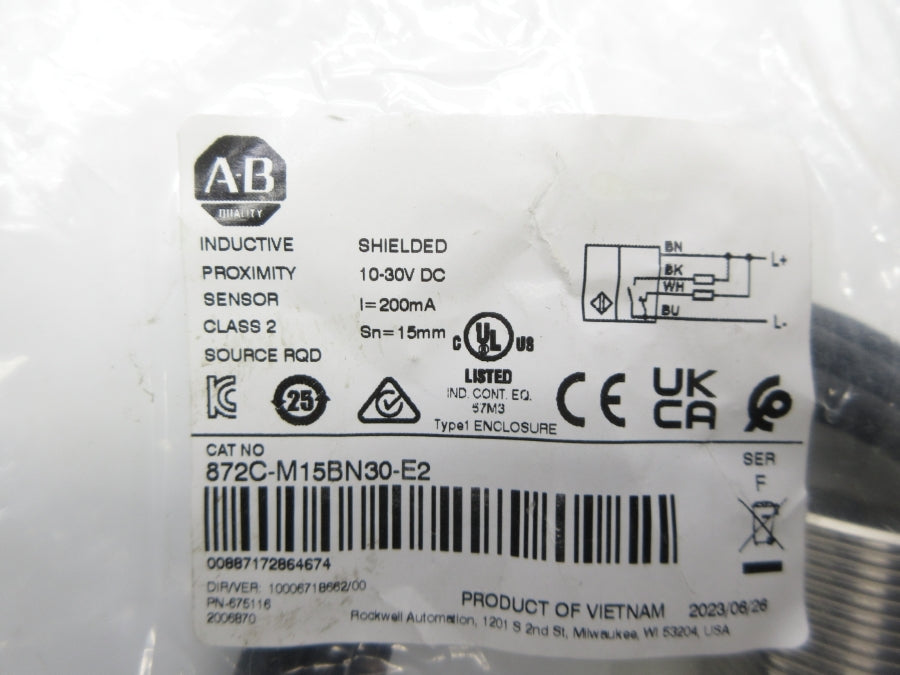 A-B
QUALITY
INDUCTIVE
PROXIMITY
SENSOR
CLASS 2
SOURCE RQD
SHIELDED
10-30V DC
I=200mA
Sn=15mm
BN
BK
WH
BU
L+
L-
C UL US
LISTED
IND. CONT. EQ.
57M3
Type1 ENCLOSURE
25
CE
UK
CA
CAT NO
872C-M15BN30-E2
SER
F
00887172864674
DIR/VER: 10006718662/00
PN-675116
2006870
PRODUCT OF VIETNAM 2023/06/26
Rockwell Automation, 1201 S 2nd St, Milwaukee, WI 53204, USA